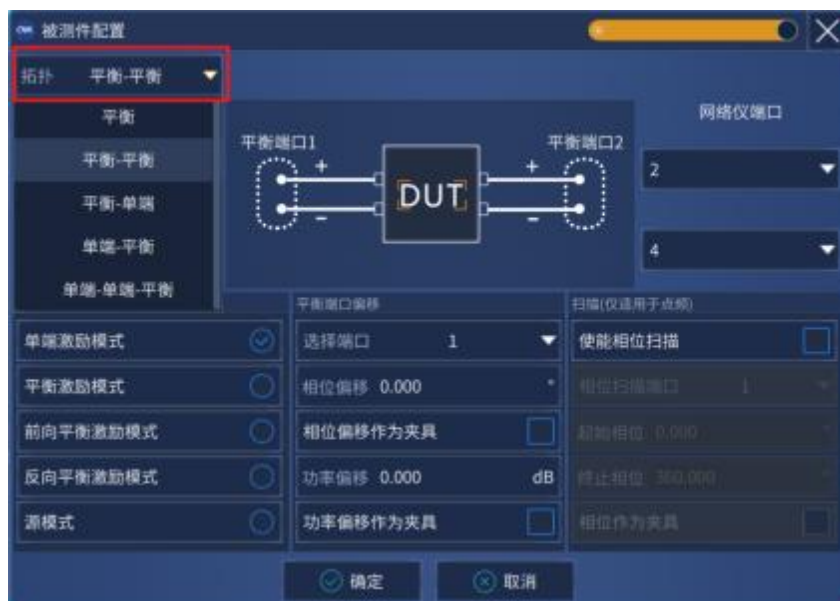 被测件配置
拓扑 平衡-平衡
平衡
平衡-平衡
平衡-单端
单端-平衡
单端-单端-平衡
平衡端口1
平衡端口2
+
+
DUT
-
-
网络仪端口
2
4
平衡端口偏移
扫描(仅适用于点频)
单端激励模式
选择端口 1
使能相位扫描
平衡激励模式
相位偏移 0.000 °
相位扫描端口 1
前向平衡激励模式
相位偏移作为夹具
起始相位 0.000
反向平衡激励模式
功率偏移 0.000 dB
终止相位 360.000
源模式
功率偏移作为夹具
相位作为夹具
确定
取消